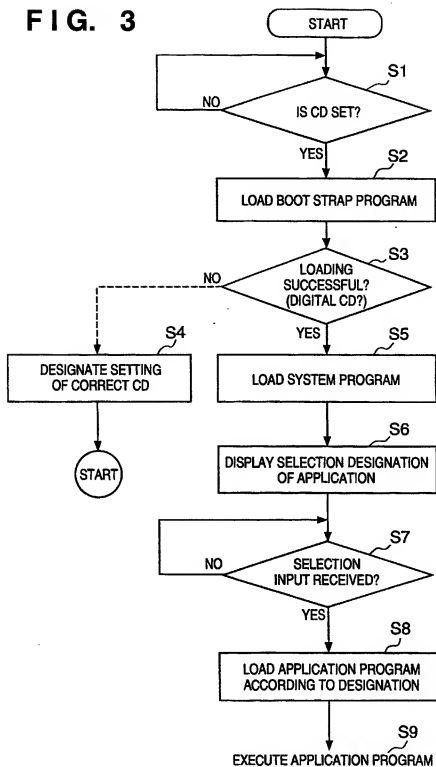 FIG. 3
START
S1
IS CD SET?
NO
YES
S2
LOAD BOOT STRAP PROGRAM
S3
LOADING
SUCCESSFUL?
(DIGITAL CD?)
NO
YES
S4
DESIGNATE SETTING
OF CORRECT CD
START
S5
LOAD SYSTEM PROGRAM
S6
DISPLAY SELECTION DESIGNATION
OF APPLICATION
S7
SELECTION
INPUT RECEIVED?
NO
YES
S8
LOAD APPLICATION PROGRAM
ACCORDING TO DESIGNATION
S9
EXECUTE APPLICATION PROGRAM